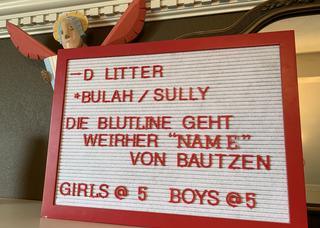 -D LITTER
*BULAH / SULLY
DIE BLUTLINE GEHT
WEIRHER "NAME"
VON BAUTZEN
GIRLS @ 5 BOYS @ 5